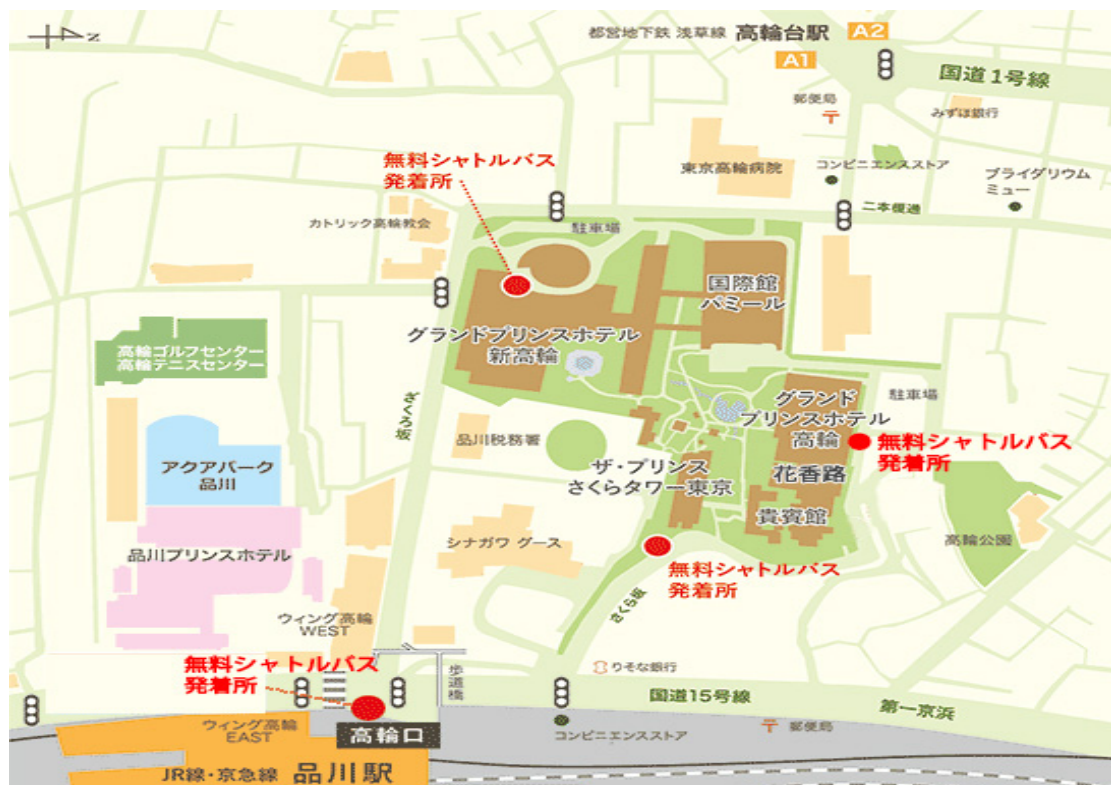 N
都営地下鉄 浅草線 高輪台駅 A2
A1
国道1号線
郵便局
みずほ銀行
無料シャトルバス
発着所
東京高輪病院
コンビニエンスストア
ブライダリウム
ミュー
二本榎通
カトリック高輪教会
駐車場
国際館
パミール
グランドプリンスホテル
新高輪
高輪ゴルフセンター
高輪テニスセンター
ざくろ坂
グランド
プリンスホテル
高輪
駐車場
無料シャトルバス
発着所
品川税務署
花香路
アクアパーク
品川
ザ・プリンス
さくらタワー東京
貴賓館
シナガワ グース
高輪公園
品川プリンスホテル
無料シャトルバス
発着所
さくら坂
ウィング高輪
WEST
無料シャトルバス
発着所
歩道橋
りそな銀行
国道15号線
第一京浜
ウィング高輪
EAST
高輪口
コンビニエンスストア
郵便局
JR線・京急線 品川駅